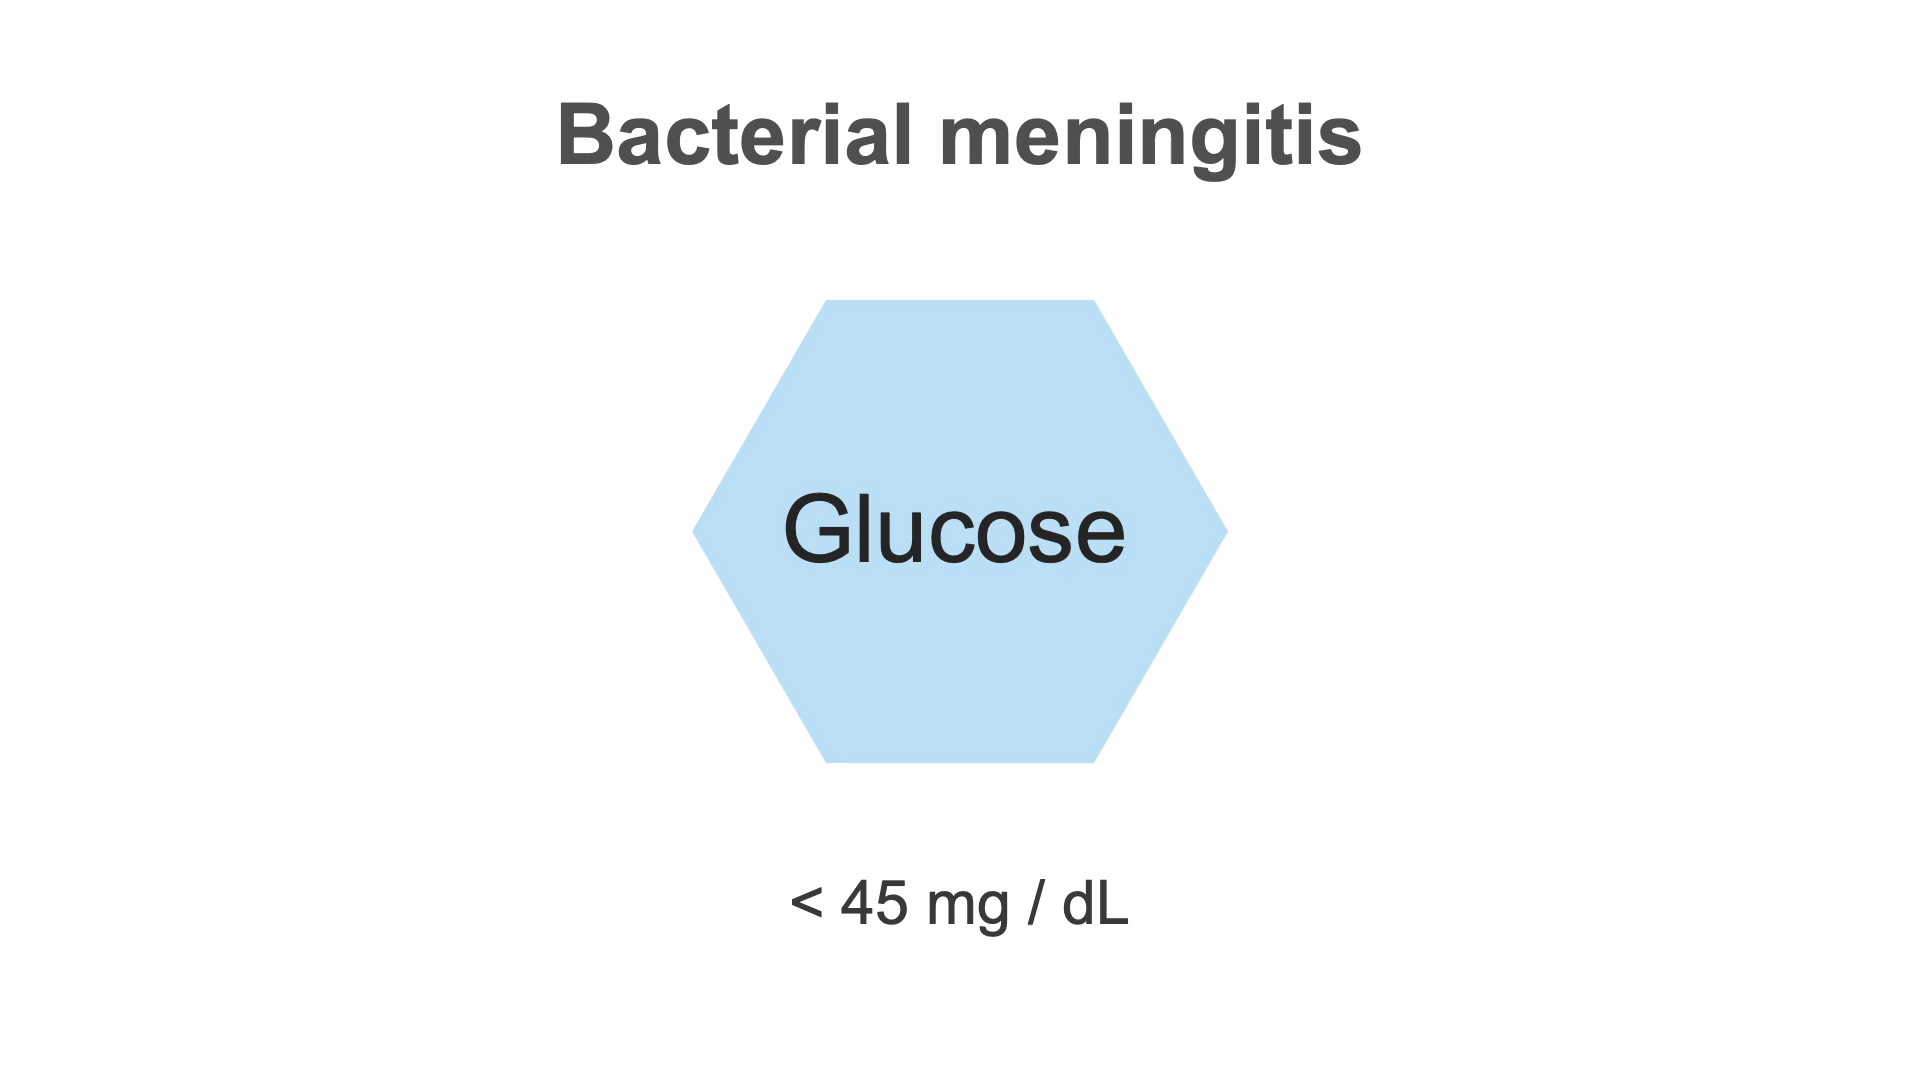 Bacterial meningitis
Glucose
< 45 mg / dL